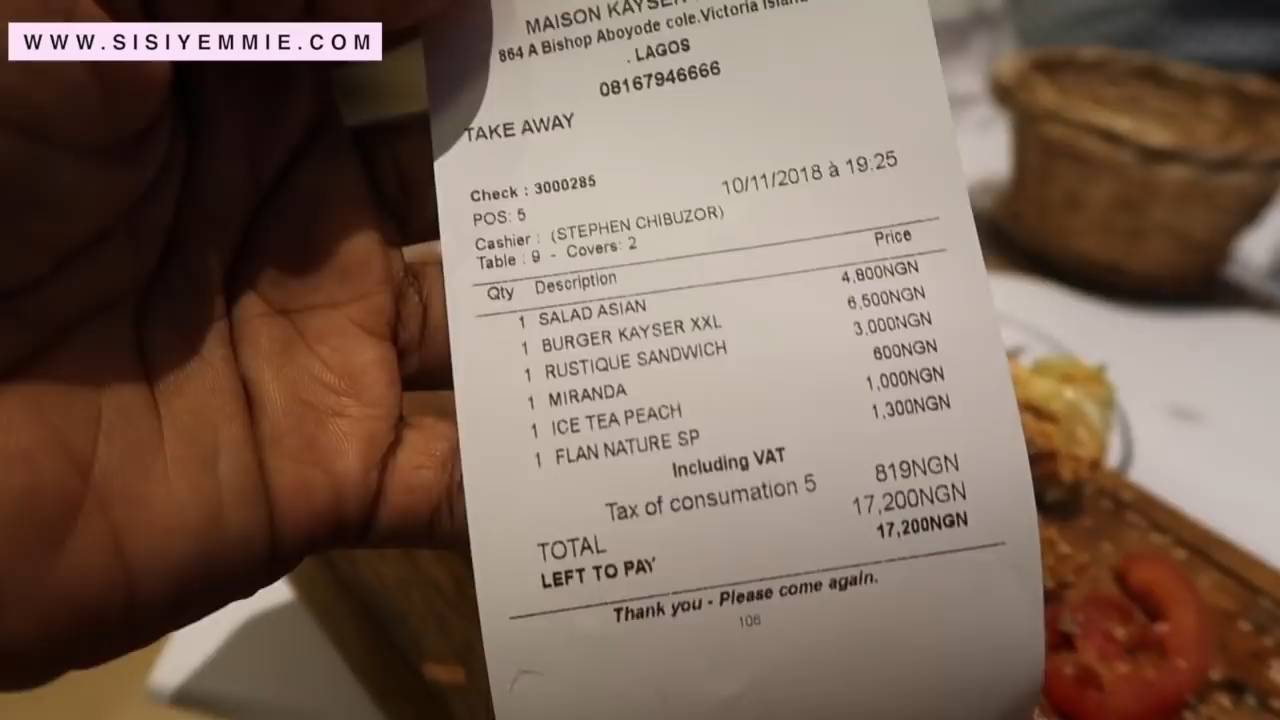 WWW.SISIYEMMIE.COM
MAISON KAYSER
864 A Bishop Aboyode cole.Victoria Island
. LAGOS
08167946666
TAKE AWAY
Check : 3000285
10/11/2018 à 19:25
POS: 5
Cashier : (STEPHEN CHIBUZOR)
Table : 9 - Covers: 2
Qty Description Price
1 SALAD ASIAN 4,800NGN
1 BURGER KAYSER XXL 6,500NGN
1 RUSTIQUE SANDWICH 3,000NGN
1 MIRANDA 600NGN
1 ICE TEA PEACH 1,000NGN
1 FLAN NATURE SP 1,300NGN
Including VAT
Tax of consumation 5 819NGN
TOTAL 17,200NGN
LEFT TO PAY 17,200NGN
Thank you - Please come again.
106